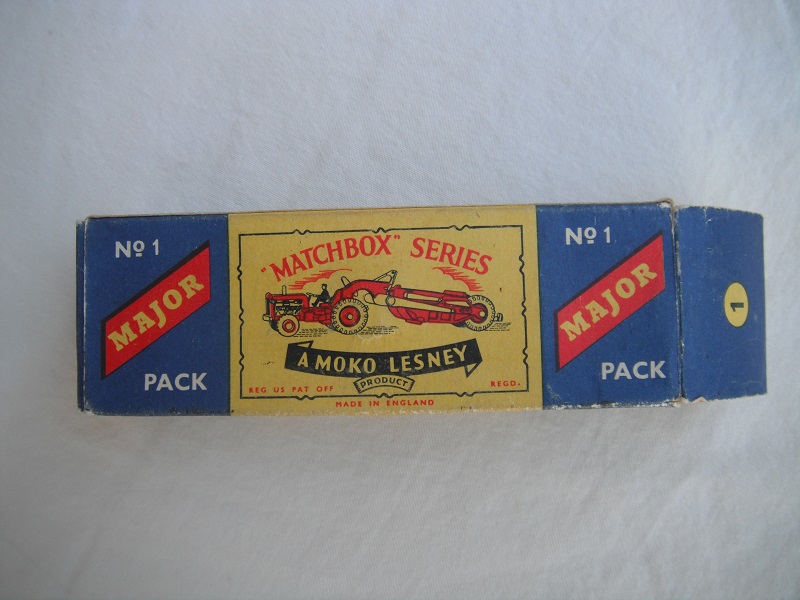 Nº 1
MAJOR
PACK
"MATCHBOX" SERIES
A MOKO LESNEY
PRODUCT
REG US PAT OFF
REGD.
MADE IN ENGLAND
Nº 1
MAJOR
PACK
1